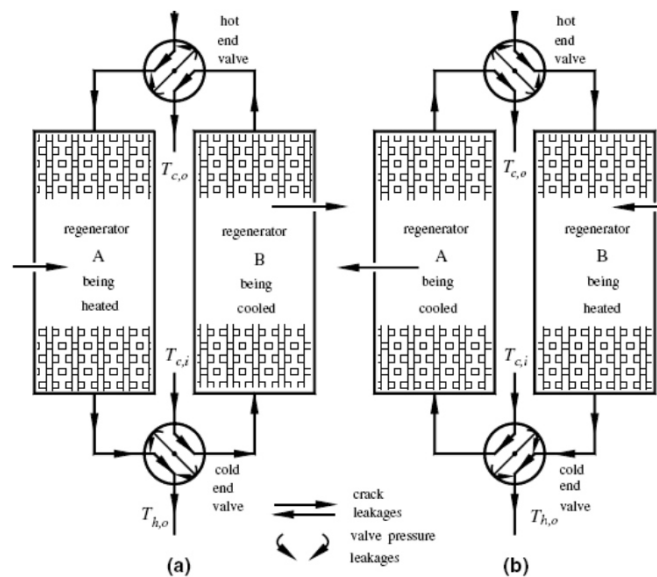 hot
end
valve
hot
end
valve
T_{c,o}
T_{c,o}
regenerator
A
being
heated
regenerator
B
being
cooled
regenerator
A
being
cooled
regenerator
B
being
heated
T_{c,i}
T_{c,i}
cold
end
valve
cold
end
valve
T_{h,o}
T_{h,o}
crack
leakages
valve pressure
leakages
(a)
(b)